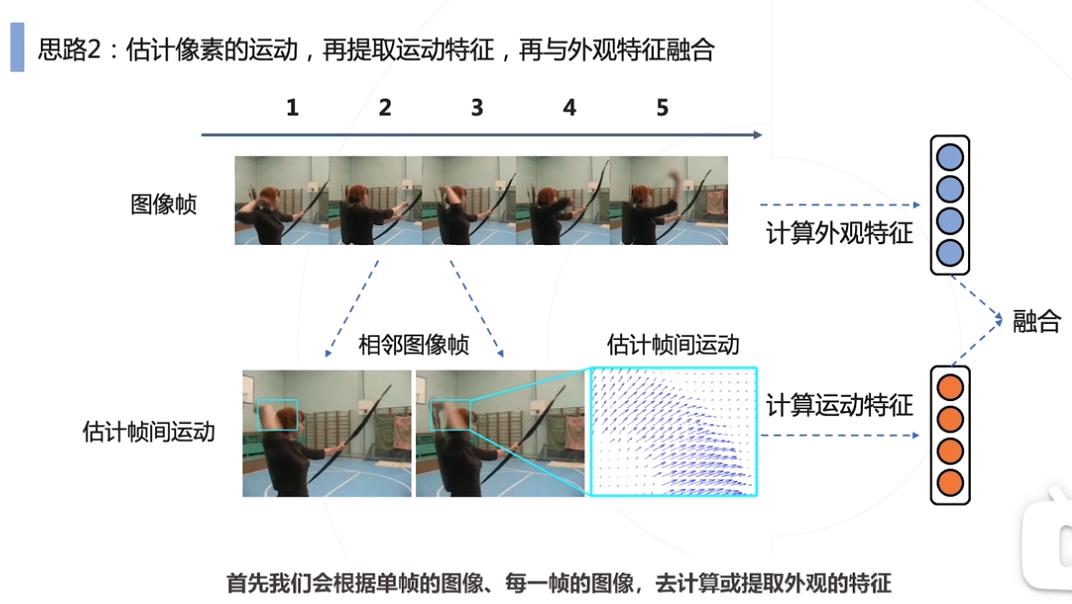 思路2：估计像素的运动，再提取运动特征，再与外观特征融合
1 2 3 4 5
图像帧
计算外观特征
融合
相邻图像帧
估计帧间运动
计算运动特征
估计帧间运动
首先我们会根据单帧的图像、每一帧的图像，去计算或提取外观的特征